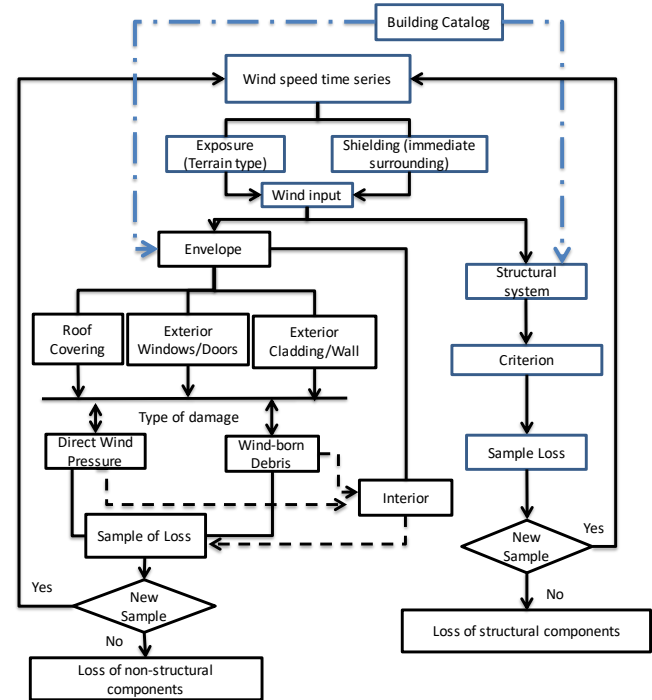 Building Catalog
Wind speed time series
Exposure
(Terrain type)
Shielding (immediate
surrounding)
Wind input
Envelope
Structural
system
Roof
Covering
Exterior
Windows/Doors
Exterior
Cladding/Wall
Criterion
Type of damage
Direct Wind
Pressure
Wind-born
Debris
Sample Loss
Interior
Sample of Loss
New
Sample
Yes
No
Loss of structural components
Yes
New
Sample
No
Loss of non-structural
components